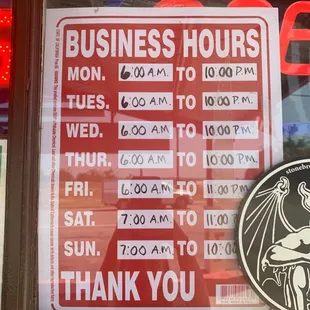 BUSINESS HOURS
MON. 6:00 A.M. TO 10:00 P.M.
TUES. 6:00 A.M. TO 10:00 P.M.
WED. 6:00 A.M. TO 10:00 P.M.
THUR. 6:00 A.M. TO 10:00 P.M.
FRI. 6:00 A.M. TO 11:00 P.M.
SAT. 7:00 A.M. TO 11:00
SUN. 7:00 A.M. TO 10:00
THANK YOU